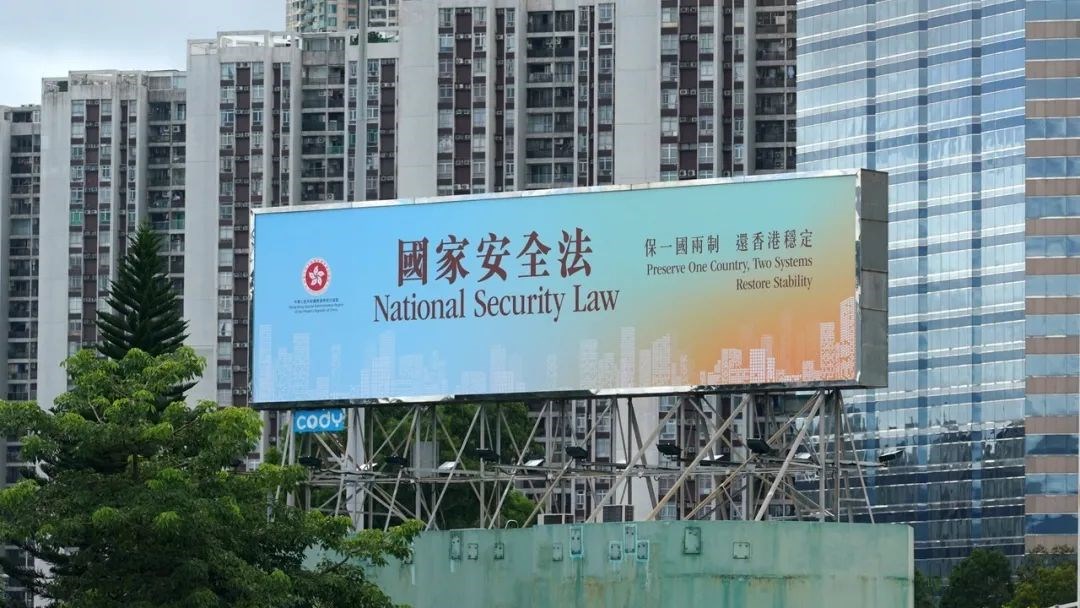 國家安全法
National Security Law
保一國兩制 還香港穩定
Preserve One Country, Two Systems
Restore Stability
cody